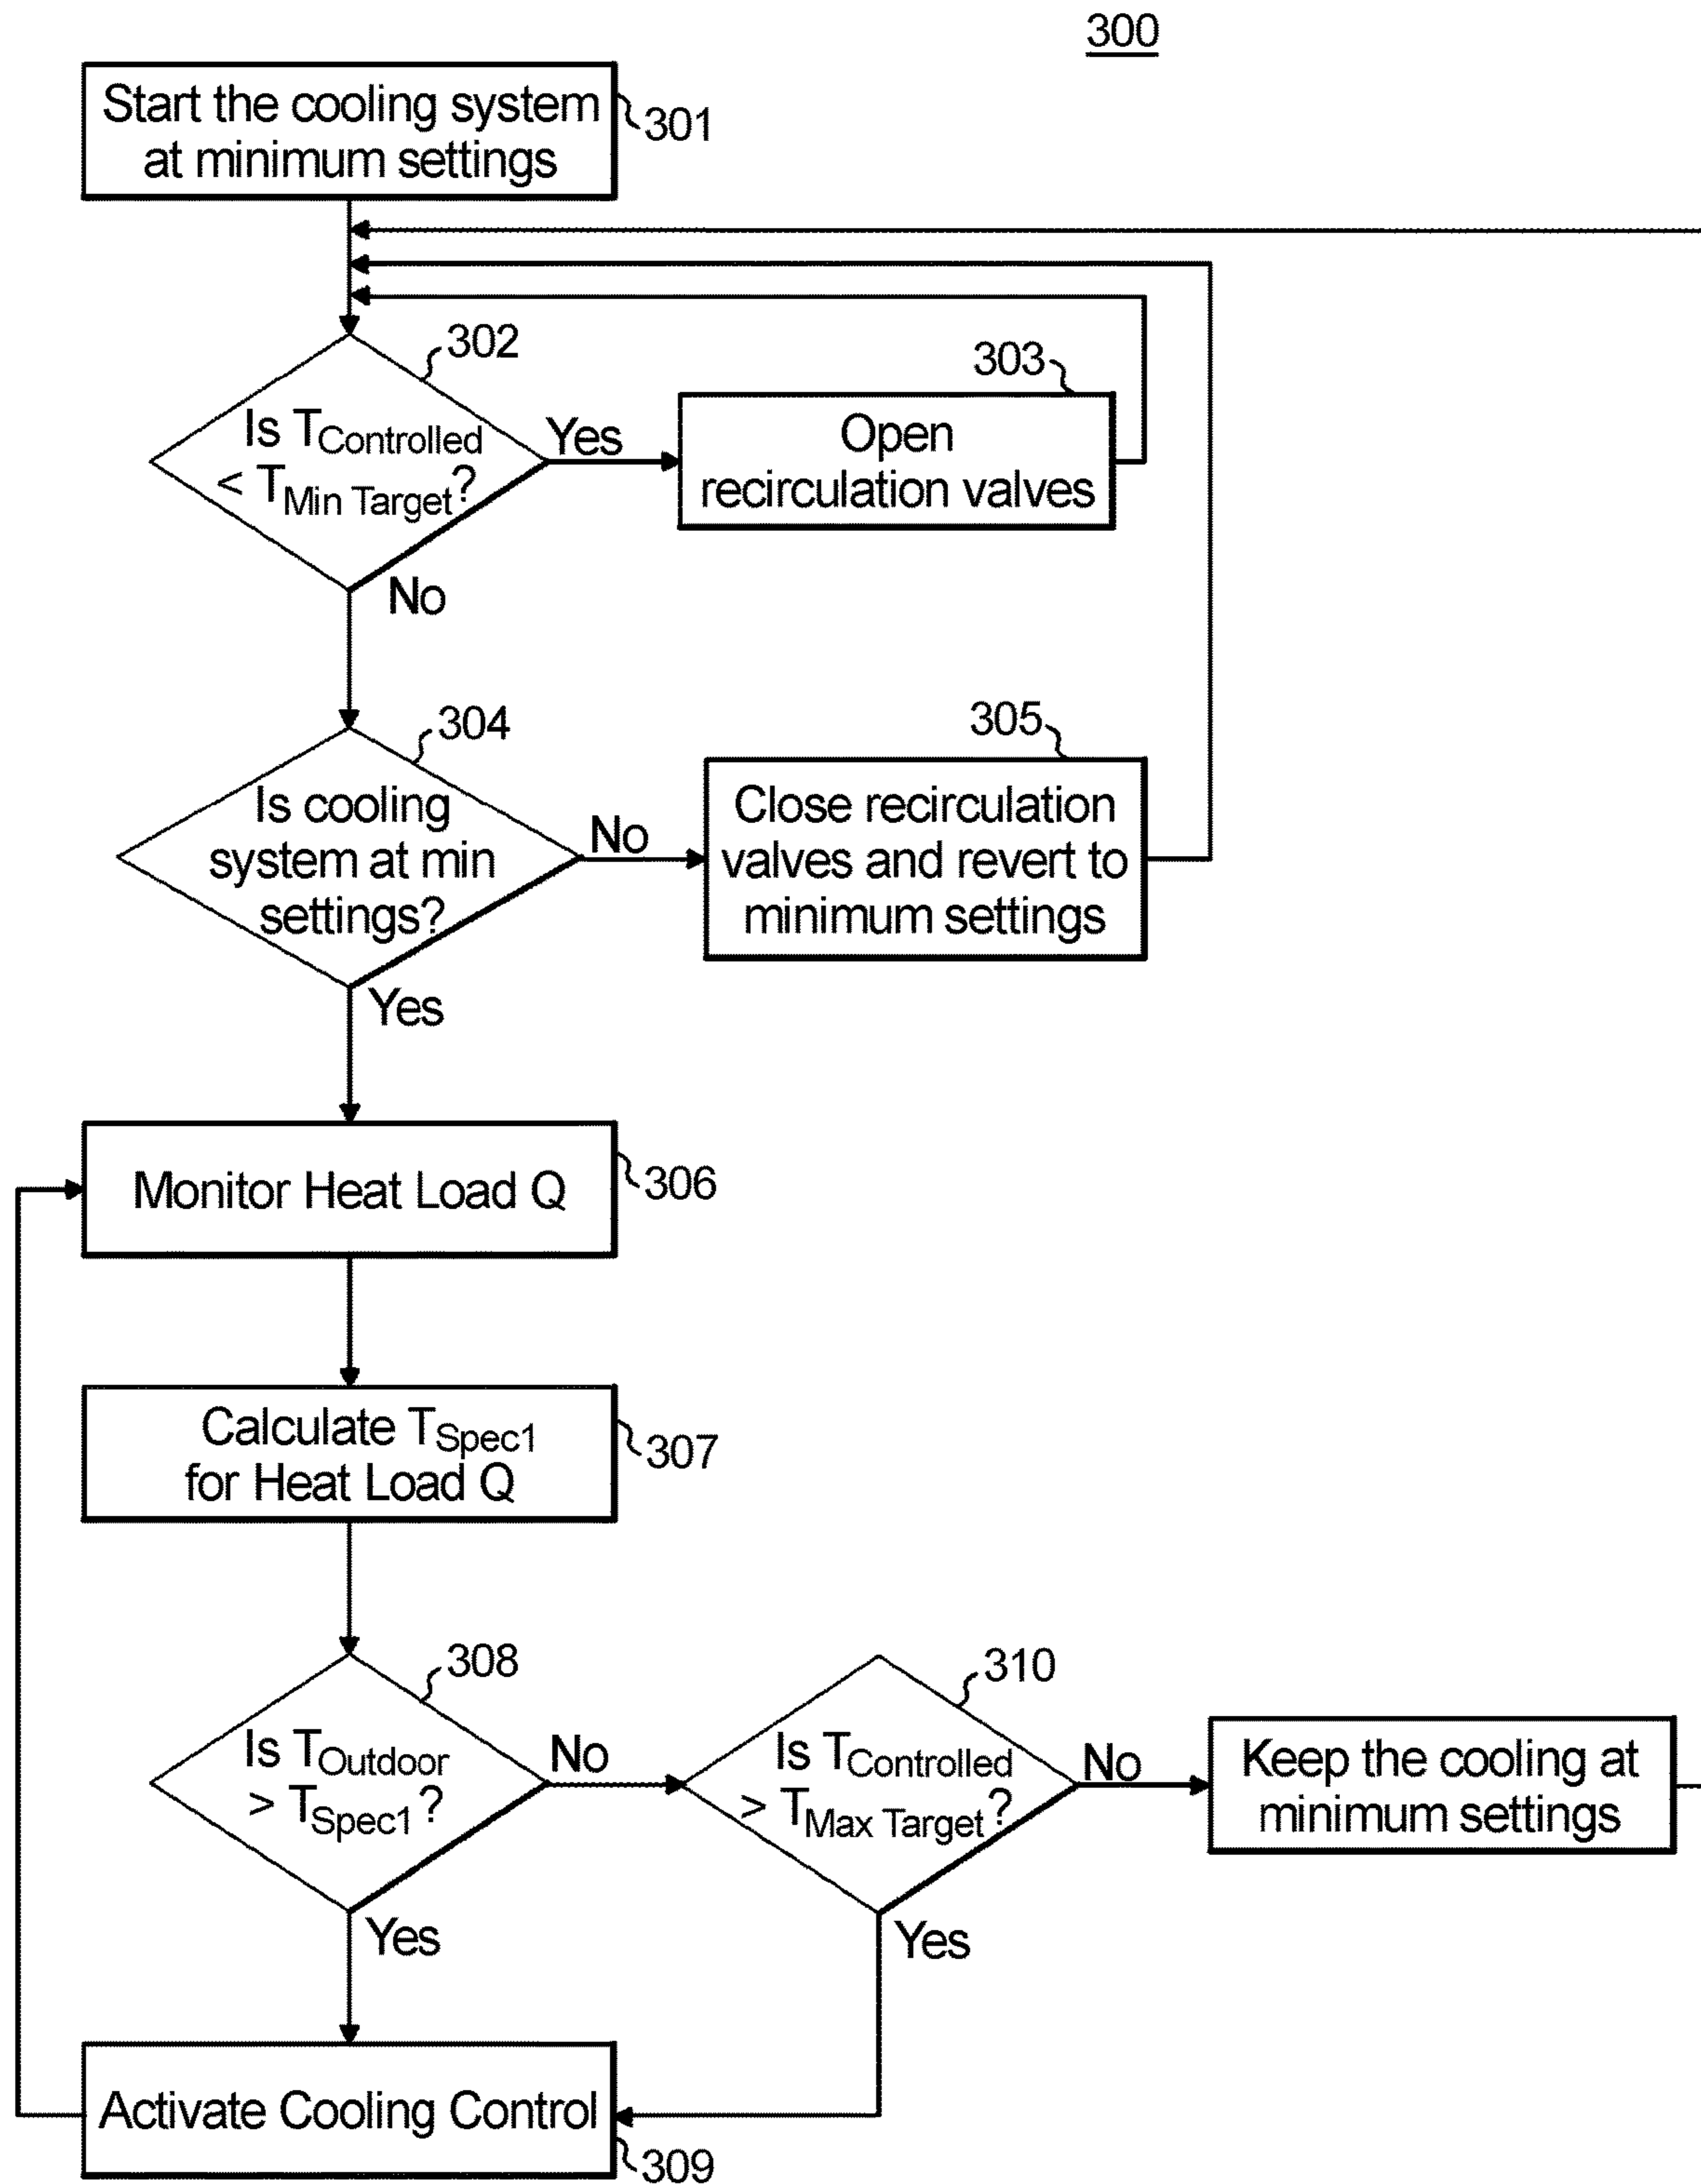 300
Start the cooling system
at minimum settings
301
302
Is TControlled
< TMin Target?
Yes
No
303
Open
recirculation valves
304
Is cooling
system at min
settings?
No
Yes
305
Close recirculation
valves and revert to
minimum settings
Monitor Heat Load Q
306
Calculate TSpec1
for Heat Load Q
307
308
Is TOutdoor
> TSpec1?
No
Yes
310
Is TControlled
> TMax Target?
No
Yes
Keep the cooling at
minimum settings
Activate Cooling Control
309